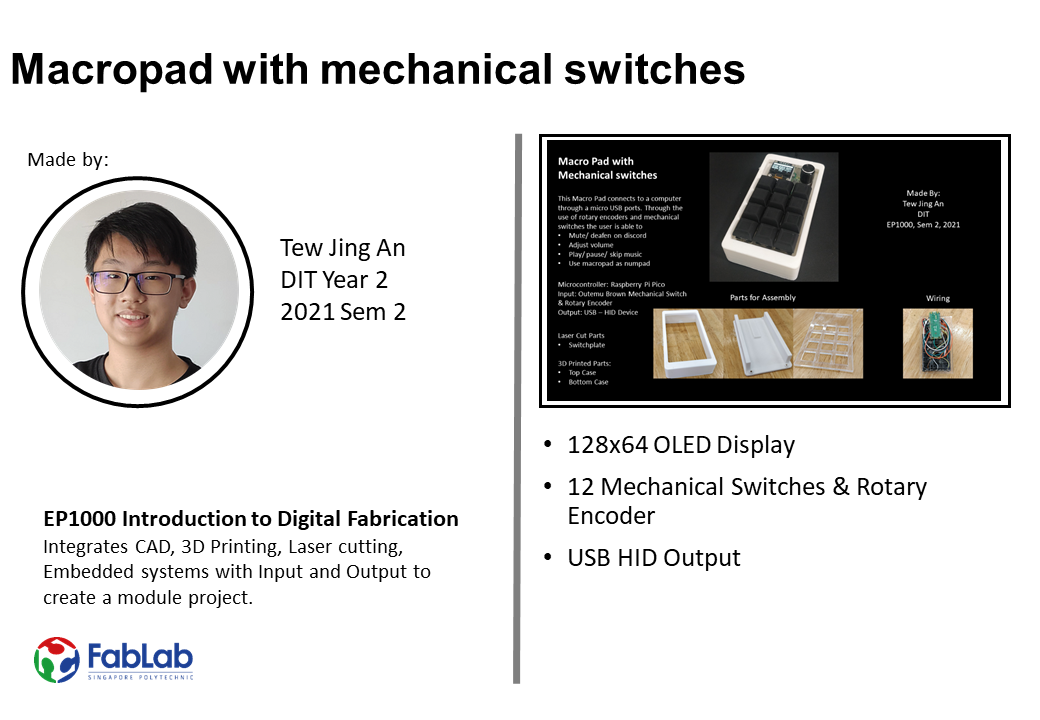 Macropad with mechanical switches
Made by:
Tew Jing An
DIT Year 2
2021 Sem 2
EP1000 Introduction to Digital Fabrication
Integrates CAD, 3D Printing, Laser cutting,
Embedded systems with Input and Output to
create a module project.
FabLab
SINGAPORE POLYTECHNIC
Macro Pad with
Mechanical switches
This Macro Pad connects to a computer
through a micro USB ports. Through the
use of rotary encoders and mechanical
switches the user is able to
• Mute/ deafen on discord
• Adjust volume
• Play/ pause/ skip music
• Use macropad as numpad
Microcontroller: Raspberry Pi Pico
Input: Outemu Brown Mechanical Switch
& Rotary Encoder
Output: USB – HID Device
Laser Cut Parts
• Switchplate
3D Printed Parts:
• Top Case
• Bottom Case
Made By:
Tew Jing An
DIT
EP1000, Sem 2, 2021
Parts for Assembly
Wiring
• 128x64 OLED Display
• 12 Mechanical Switches & Rotary
Encoder
• USB HID Output